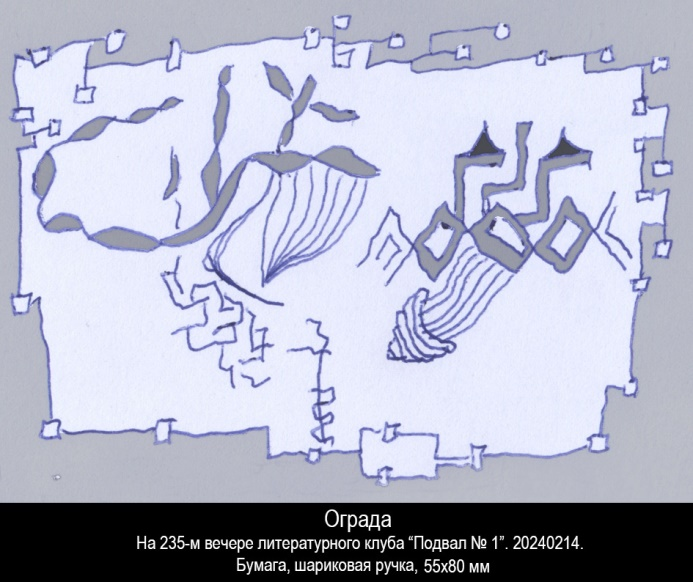 Ограда
На 235-м вечере литературного клуба “Подвал № 1”. 20240214.
Бумага, шариковая ручка, 55х80 мм